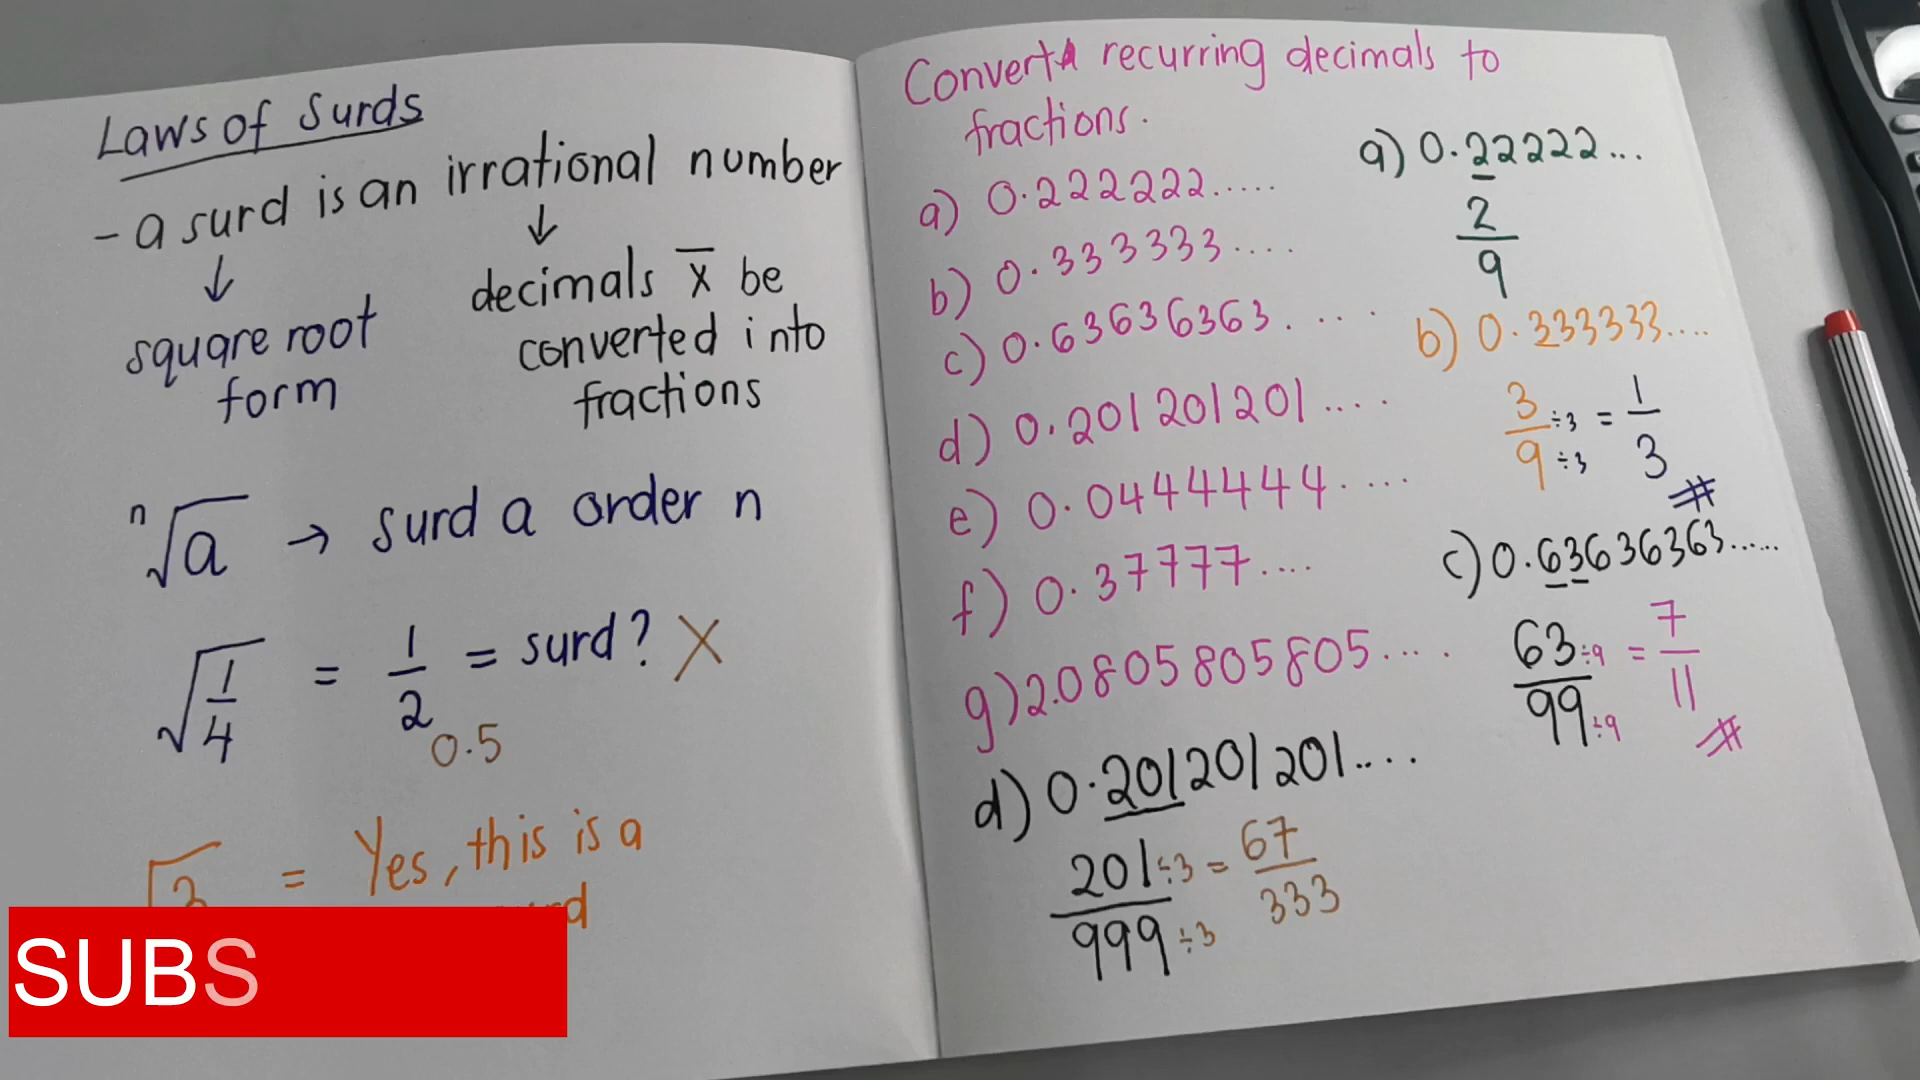 Laws of Surds
- a surd is an irrational number
↓ ↓
square root
form
decimals x̄ be
converted into
fractions
ⁿ√a → surd a order n
√1/4 = 1/2 = surd? X
0.5
= Yes, this is a
SUBS
Convert recurring decimals to
fractions.
a) 0.222222.....
b) 0.333333....
c) 0.63636363....
d) 0.201201201....
e) 0.0444444....
f) 0.37777....
g) 2.0805805805....
d) 0.201201201....
201÷3 = 67
999÷3 333
a) 0.22222...
2
9
b) 0.333333....
3÷3 = 1
9÷3 3
#
c) 0.63636363......
63÷9 = 7
99÷9 11
#